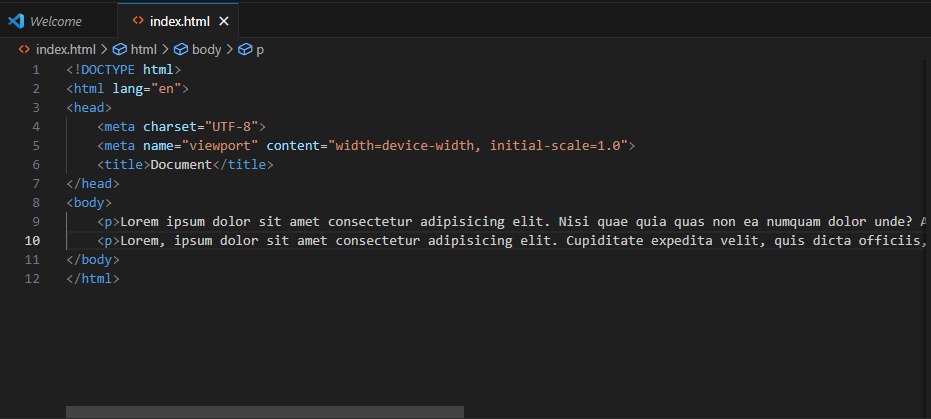 Welcome
index.html
index.html > html > body > p
1 <!DOCTYPE html>
2 <html lang="en">
3 <head>
4 <meta charset="UTF-8">
5 <meta name="viewport" content="width=device-width, initial-scale=1.0">
6 <title>Document</title>
7 </head>
8 <body>
9 <p>Lorem ipsum dolor sit amet consectetur adipisicing elit. Nisi quae quia quas non ea numquam dolor unde? A
10 <p>Lorem, ipsum dolor sit amet consectetur adipisicing elit. Cupiditate expedita velit, quis dicta officiis,
11 </body>
12 </html>